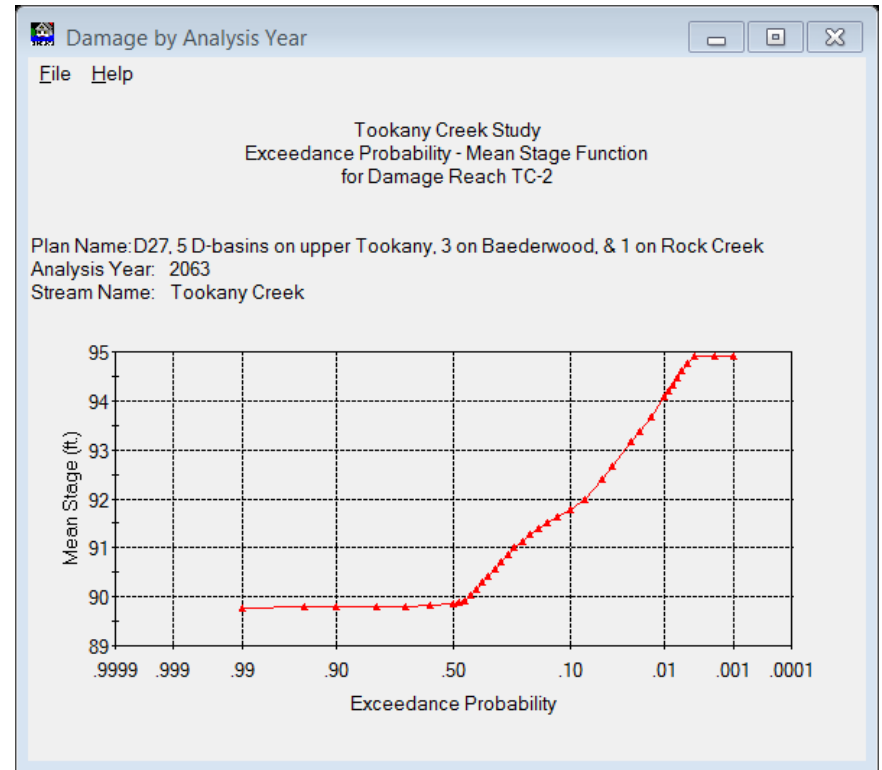 Damage by Analysis Year
File Help
Tookany Creek Study
Exceedance Probability - Mean Stage Function
for Damage Reach TC-2
Plan Name:D27, 5 D-basins on upper Tookany, 3 on Baederwood, & 1 on Rock Creek
Analysis Year: 2063
Stream Name: Tookany Creek
95
94
93
92
91
90
89
Mean Stage (ft.)
.9999 .999 .99 .90 .50 .10 .01 .001 .0001
Exceedance Probability